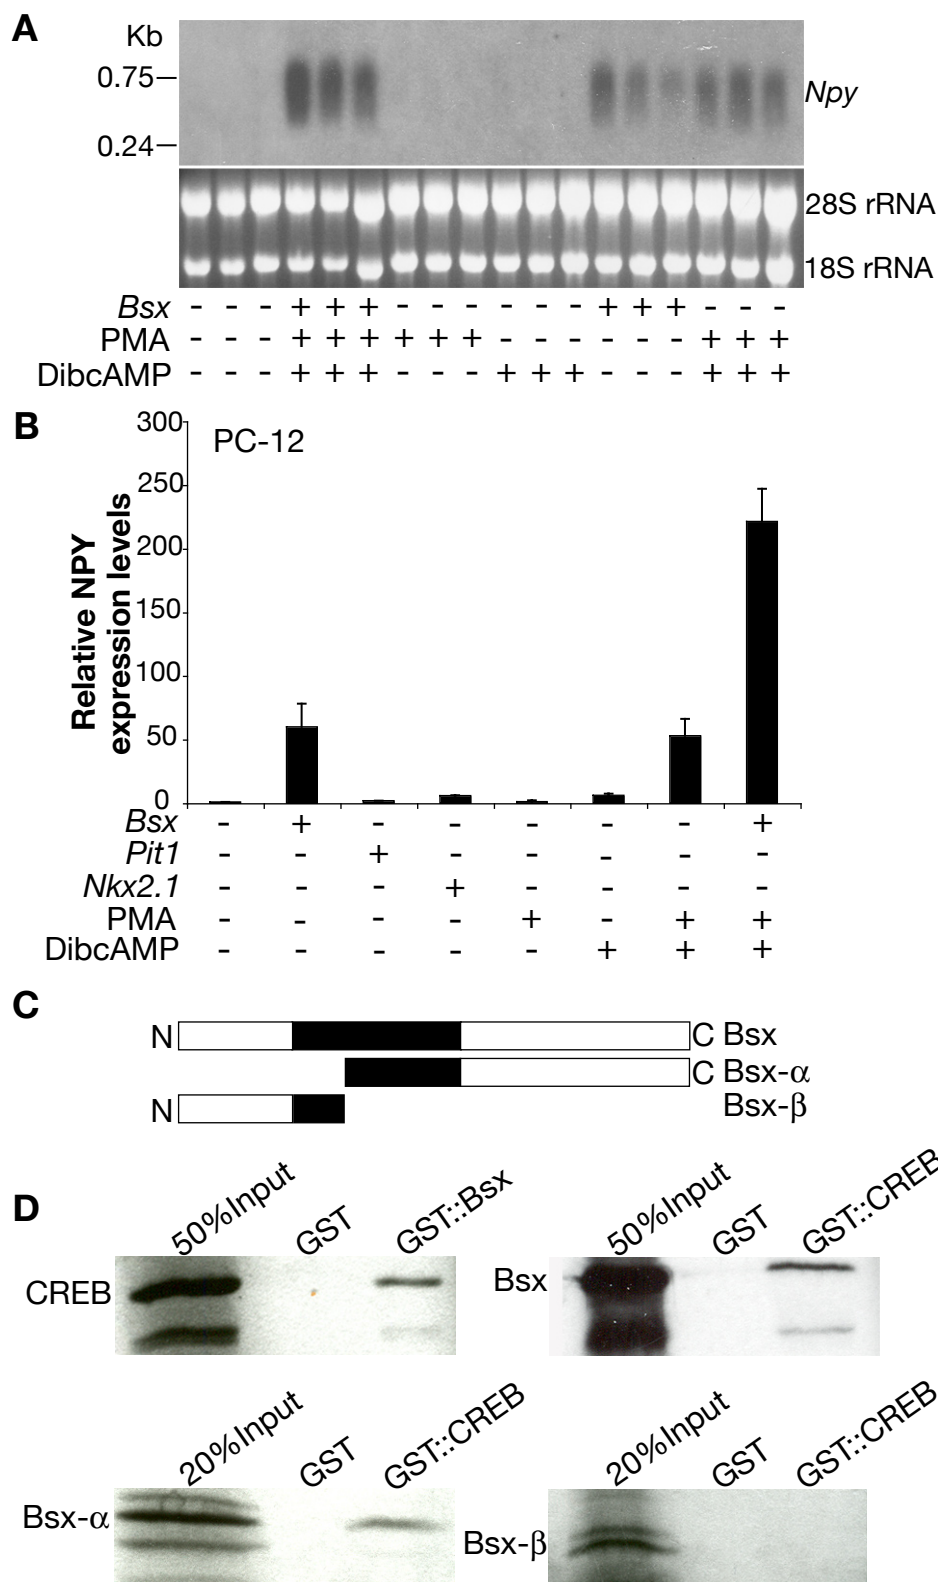 A
Kb
0.75
Npy
0.24
28S rRNA
18S rRNA
Bsx - - - + + + - - - - - - + + + - - -
PMA - - - + + + + + + - - - - - - + + +
DibcAMP - - - + + + - - - + + + - - - + + +
B
PC-12
Relative NPY
expression levels
300
250
200
150
100
50
0
Bsx - + - - - - - +
Pit1 - - + - - - - -
Nkx2.1 - - - + - - - -
PMA - - - - + - + +
DibcAMP - - - - - + + +
C
N C Bsx
C Bsx-α
N Bsx-β
D
50%Input GST GST::Bsx
CREB
50%Input GST GST::CREB
Bsx
20%Input GST GST::CREB
Bsx-α
20%Input GST GST::CREB
Bsx-β